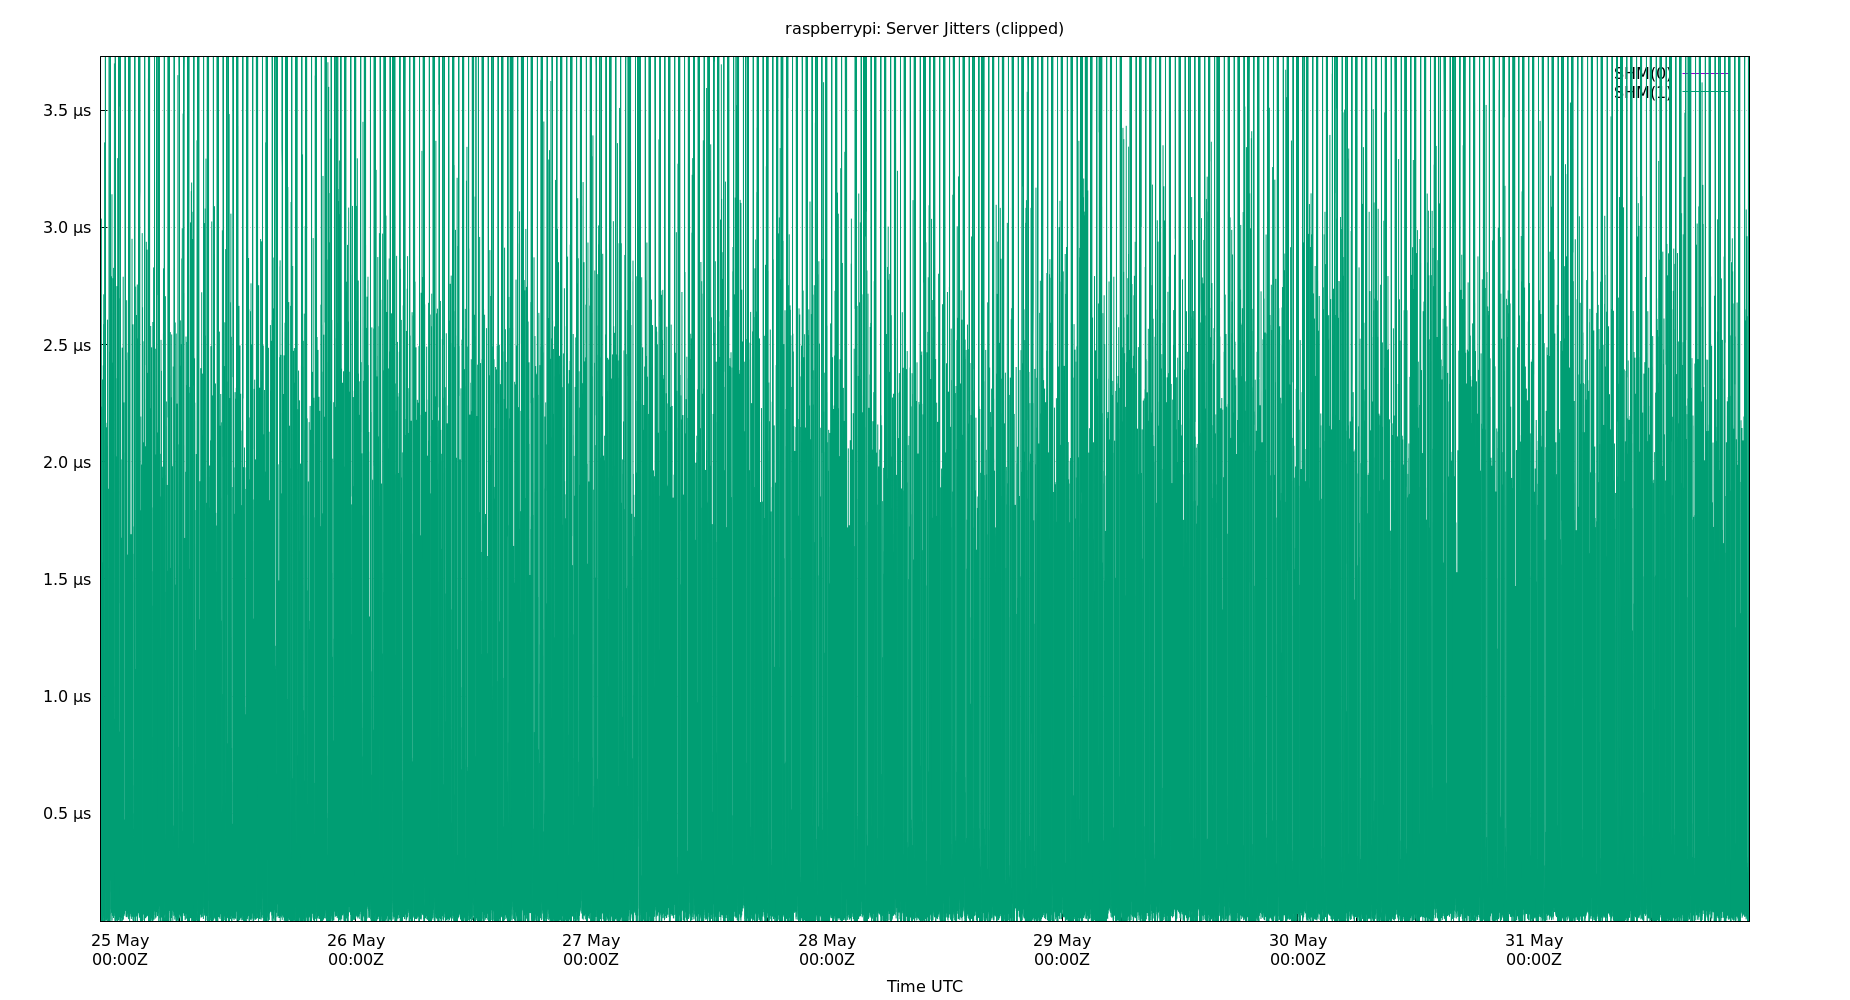 raspberrypi: Server Jitters (clipped)
SHM(0)
SHM(1)
3.5 µs
3.0 µs
2.5 µs
2.0 µs
1.5 µs
1.0 µs
0.5 µs
25 May 26 May 27 May 28 May 29 May 30 May 31 May
00:00Z 00:00Z 00:00Z 00:00Z 00:00Z 00:00Z 00:00Z
Time UTC